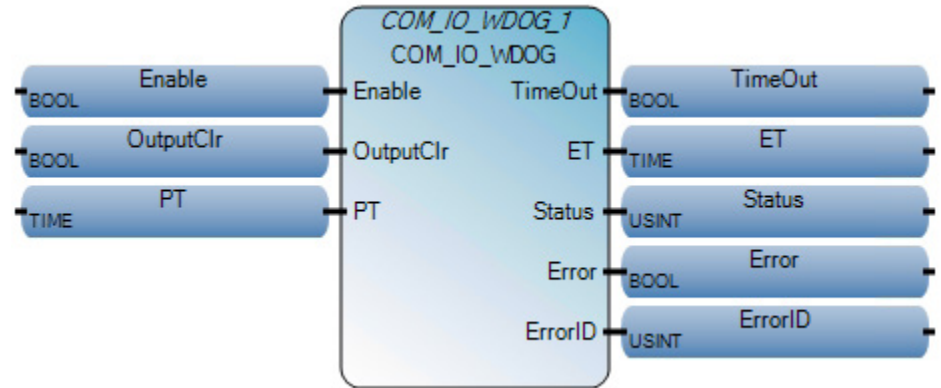 COM_IO_WDOG_1
COM_IO_WDOG
Enable
BOOL
Enable
TimeOut
TimeOut
BOOL
OutputClr
BOOL
OutputClr
ET
ET
TIME
PT
TIME
PT
Status
Status
USINT
Error
Error
BOOL
ErrorID
ErrorID
USINT